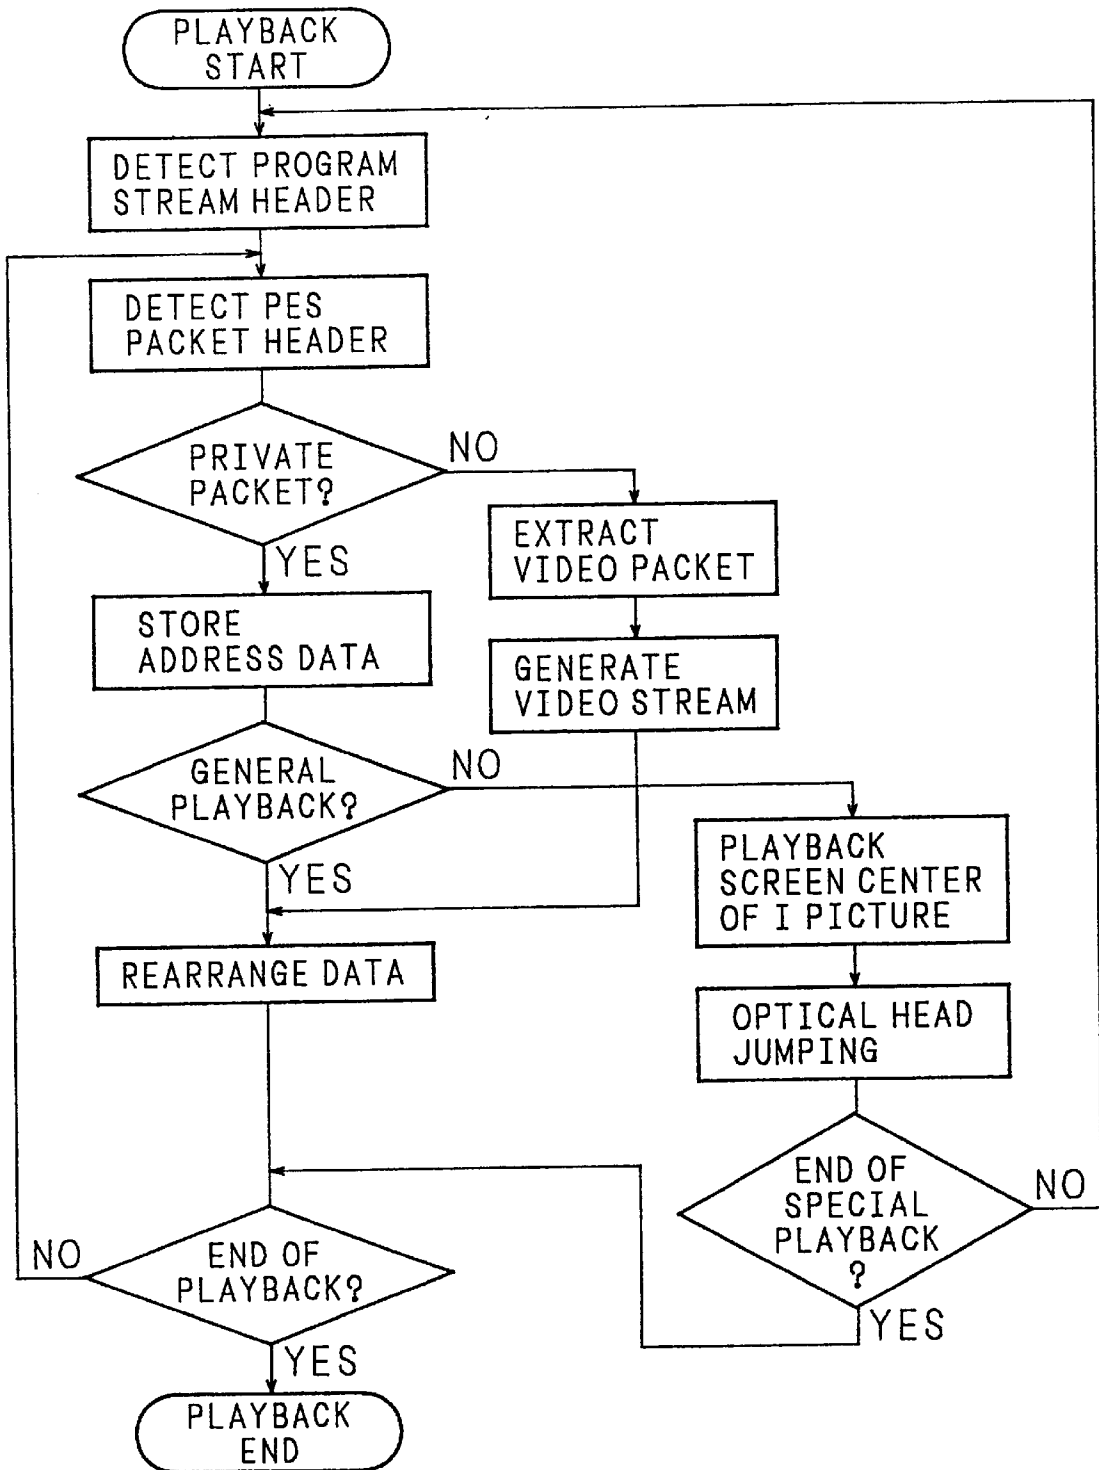 PLAYBACK
START
DETECT PROGRAM
STREAM HEADER
DETECT PES
PACKET HEADER
PRIVATE
PACKET?
NO
YES
EXTRACT
VIDEO PACKET
STORE
ADDRESS DATA
GENERATE
VIDEO STREAM
GENERAL
PLAYBACK?
NO
YES
PLAYBACK
SCREEN CENTER
OF I PICTURE
REARRANGE DATA
OPTICAL HEAD
JUMPING
END OF
SPECIAL
PLAYBACK
?
NO
YES
END OF
PLAYBACK?
NO
YES
PLAYBACK
END